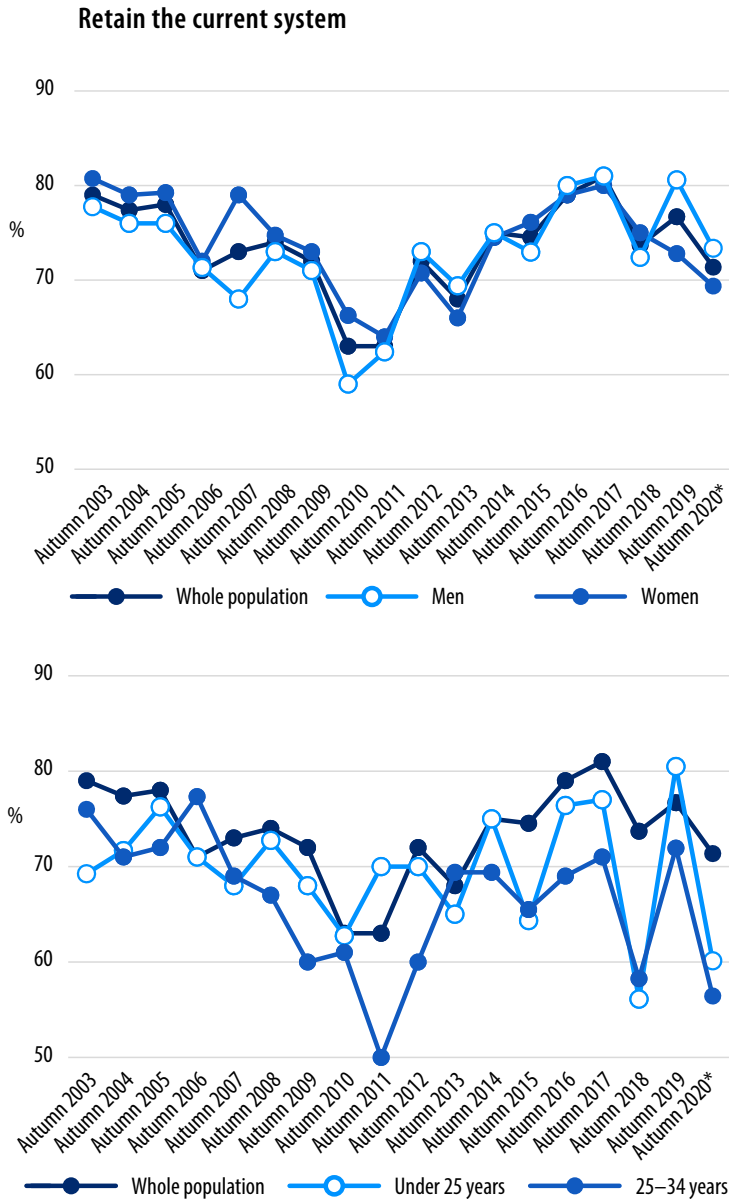 Retain the current system
90
80
%
70
60
50
Autumn 2003
Autumn 2004
Autumn 2005
Autumn 2006
Autumn 2007
Autumn 2008
Autumn 2009
Autumn 2010
Autumn 2011
Autumn 2012
Autumn 2013
Autumn 2014
Autumn 2015
Autumn 2016
Autumn 2017
Autumn 2018
Autumn 2019
Autumn 2020*
Whole population Men Women
90
80
%
70
60
50
Autumn 2003
Autumn 2004
Autumn 2005
Autumn 2006
Autumn 2007
Autumn 2008
Autumn 2009
Autumn 2010
Autumn 2011
Autumn 2012
Autumn 2013
Autumn 2014
Autumn 2015
Autumn 2016
Autumn 2017
Autumn 2018
Autumn 2019
Autumn 2020*
Whole population Under 25 years 25–34 years